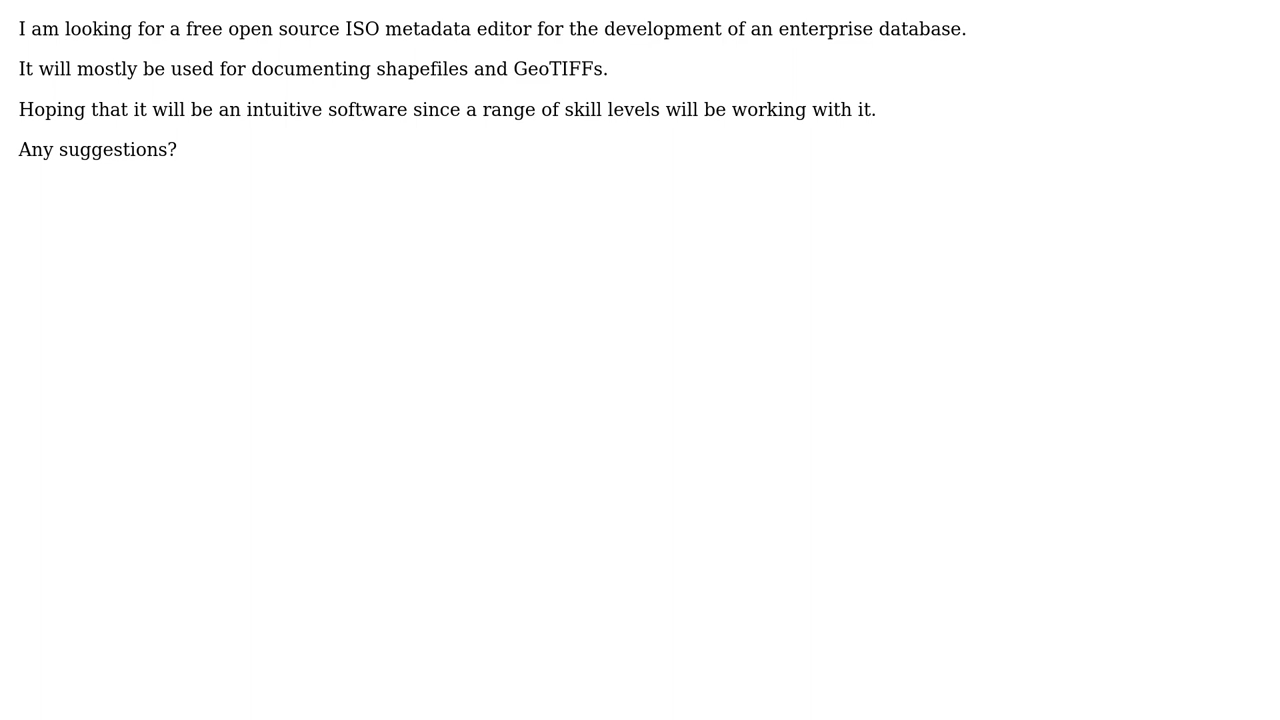 I am looking for a free open source ISO metadata editor for the development of an enterprise database.
It will mostly be used for documenting shapefiles and GeoTIFFs.
Hoping that it will be an intuitive software since a range of skill levels will be working with it.
Any suggestions?